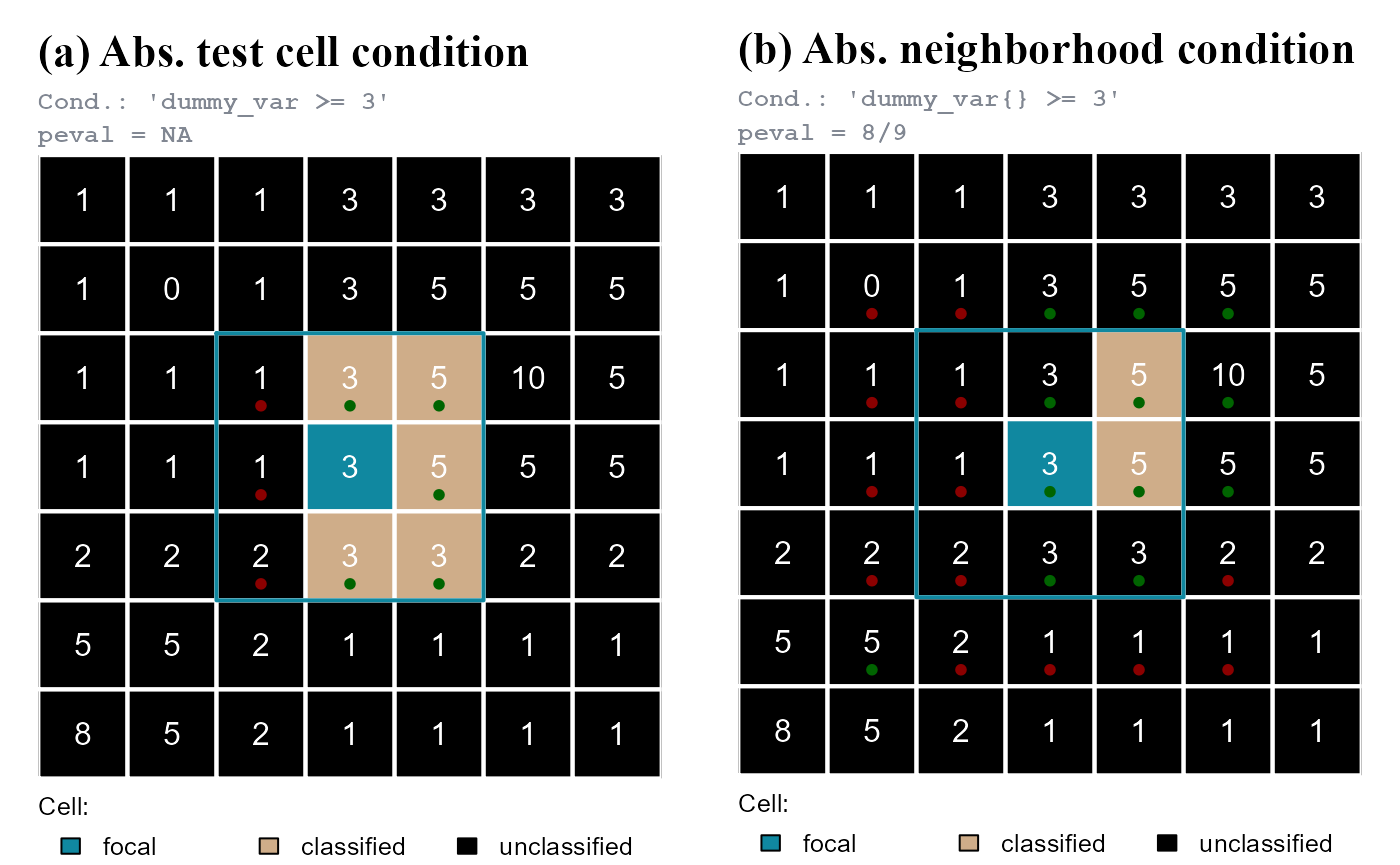 (a) Abs. test cell condition
Cond.: 'dummy_var >= 3'
peval = NA
1 1 1 3 3 3 3
1 0 1 3 5 5 5
1 1 1 3 5 10 5
1 1 1 3 5 5 5
2 2 2 3 3 2 2
5 5 2 1 1 1 1
8 5 2 1 1 1 1
Cell:
focal classified unclassified
(b) Abs. neighborhood condition
Cond.: 'dummy_var{} >= 3'
peval = 8/9
1 1 1 3 3 3 3
1 0 1 3 5 5 5
1 1 1 3 5 10 5
1 1 1 3 5 5 5
2 2 2 3 3 2 2
5 5 2 1 1 1 1
8 5 2 1 1 1 1
Cell:
focal classified unclassified